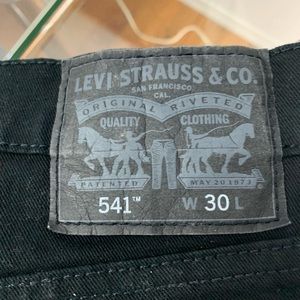 LEVI STRAUSS & CO.
SAN FRANCISCO,
CAL.
ORIGINAL RIVETED
QUALITY CLOTHING
PATENTED MAY 20 1873
541™ W 30 L